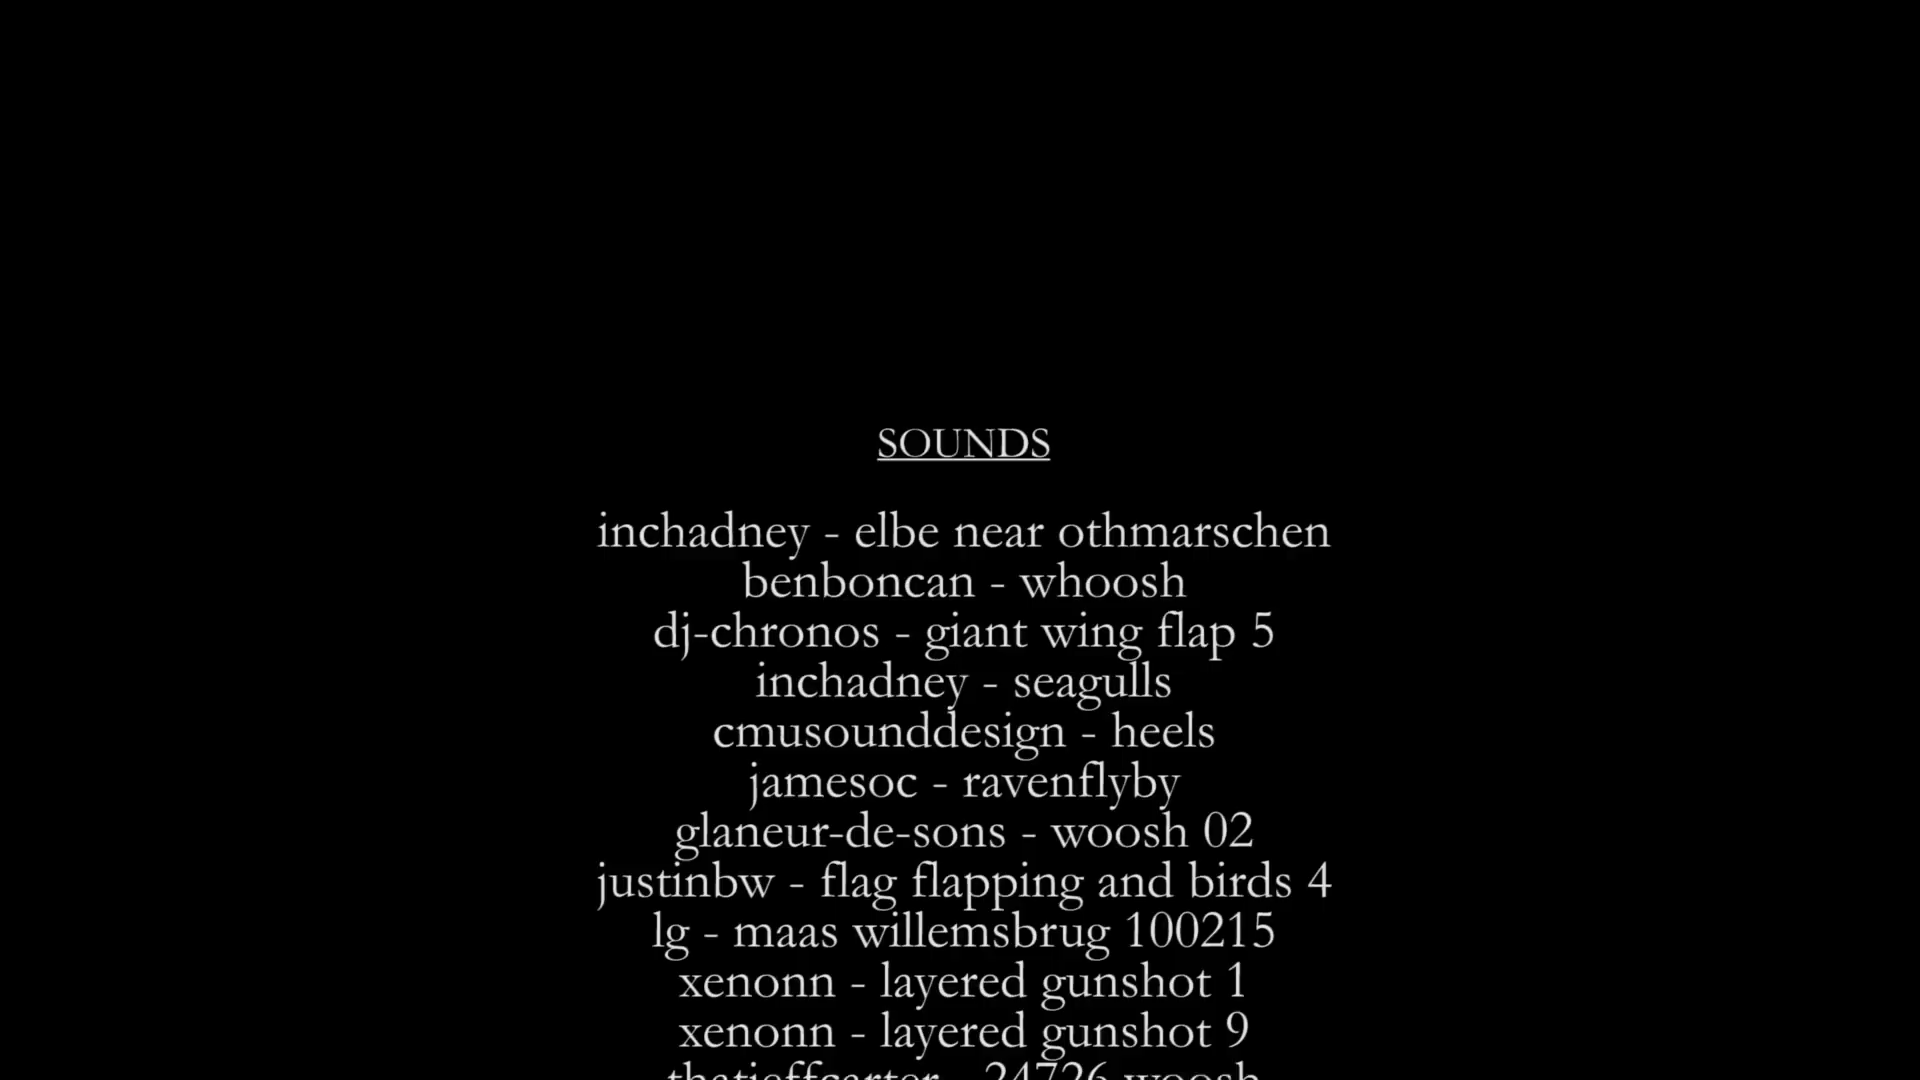 SOUNDS
inchadney - elbe near othmarschen
benboncan - whoosh
dj-chronos - giant wing flap 5
inchadney - seagulls
cmusounddesign - heels
jamesoc - ravenflyby
glaneur-de-sons - woosh 02
justinbw - flag flapping and birds 4
lg - maas willemsbrug 100215
xenonn - layered gunshot 1
xenonn - layered gunshot 9
thatjeffcarter - 24726 woosh